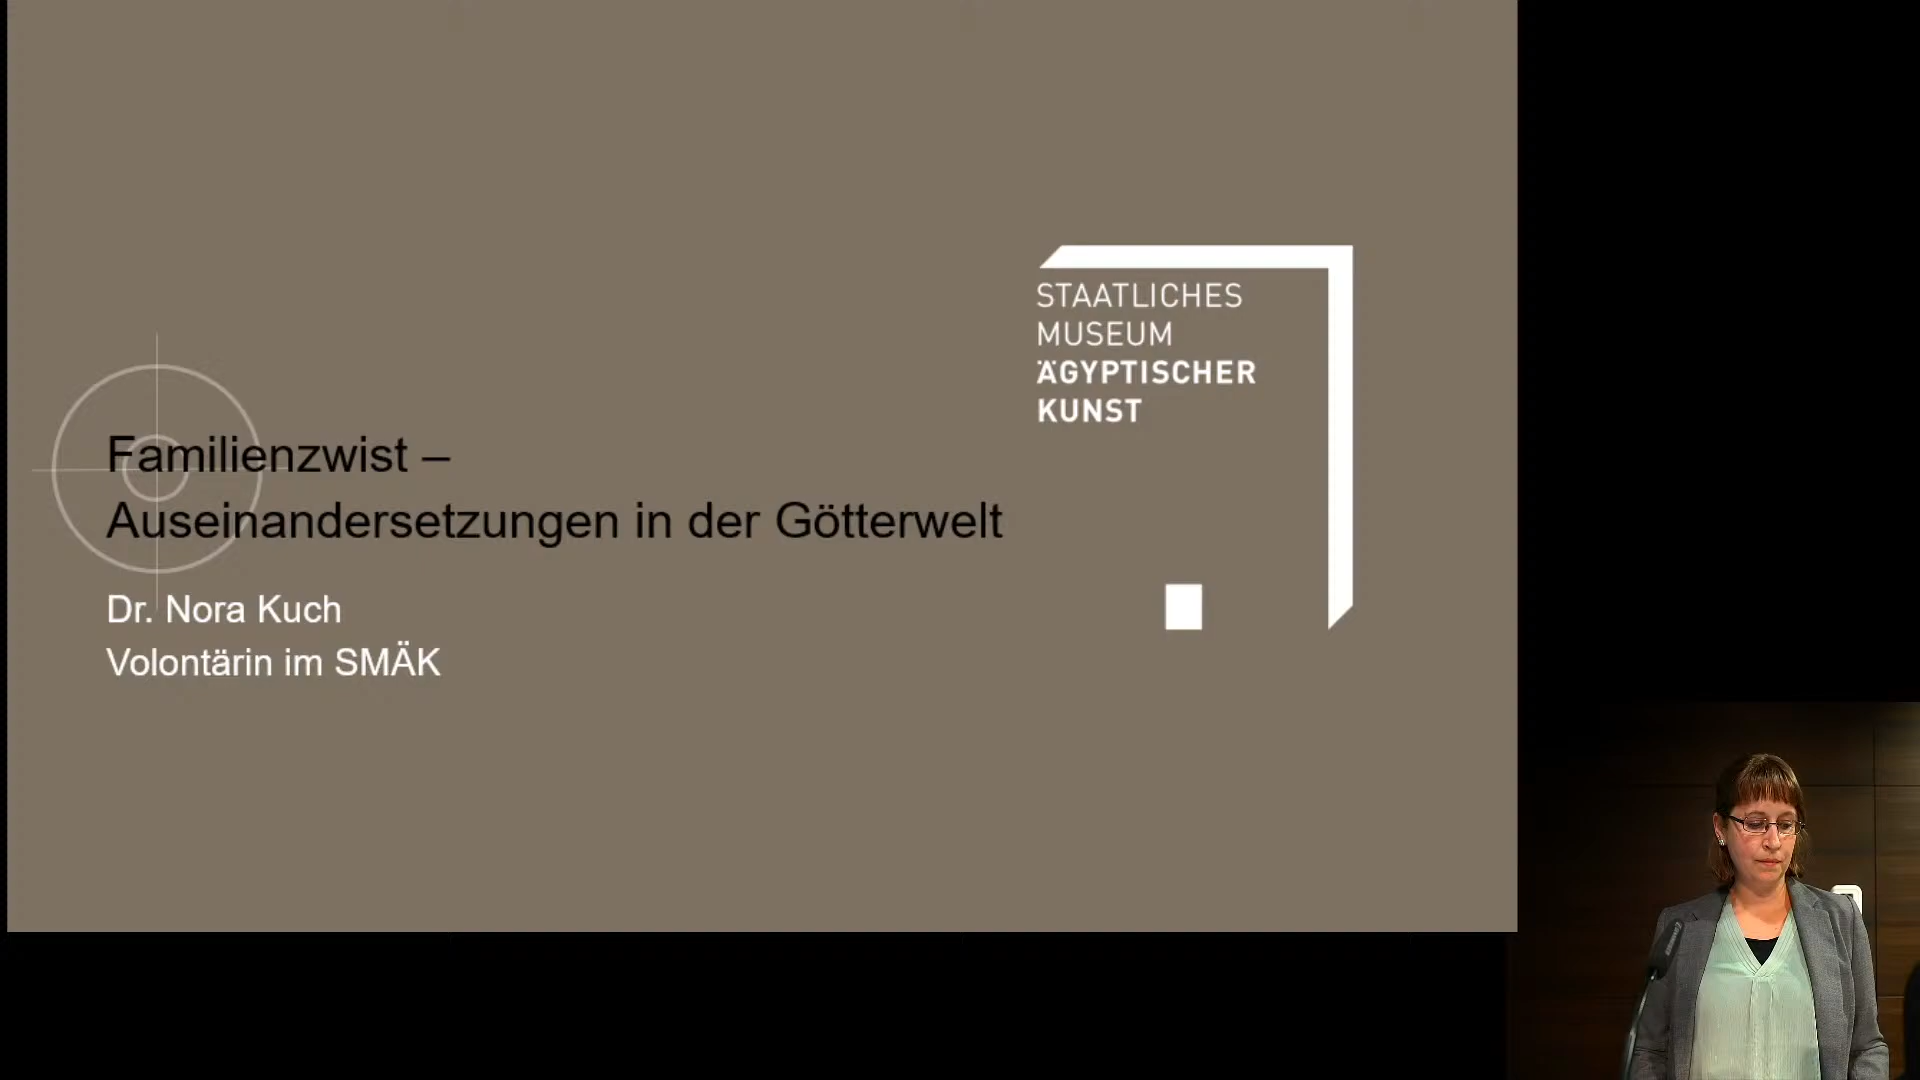 STAATLICHES
MUSEUM
ÄGYPTISCHER
KUNST
Familienzwist –
Auseinandersetzungen in der Götterwelt
Dr. Nora Kuch
Volontärin im SMÄK